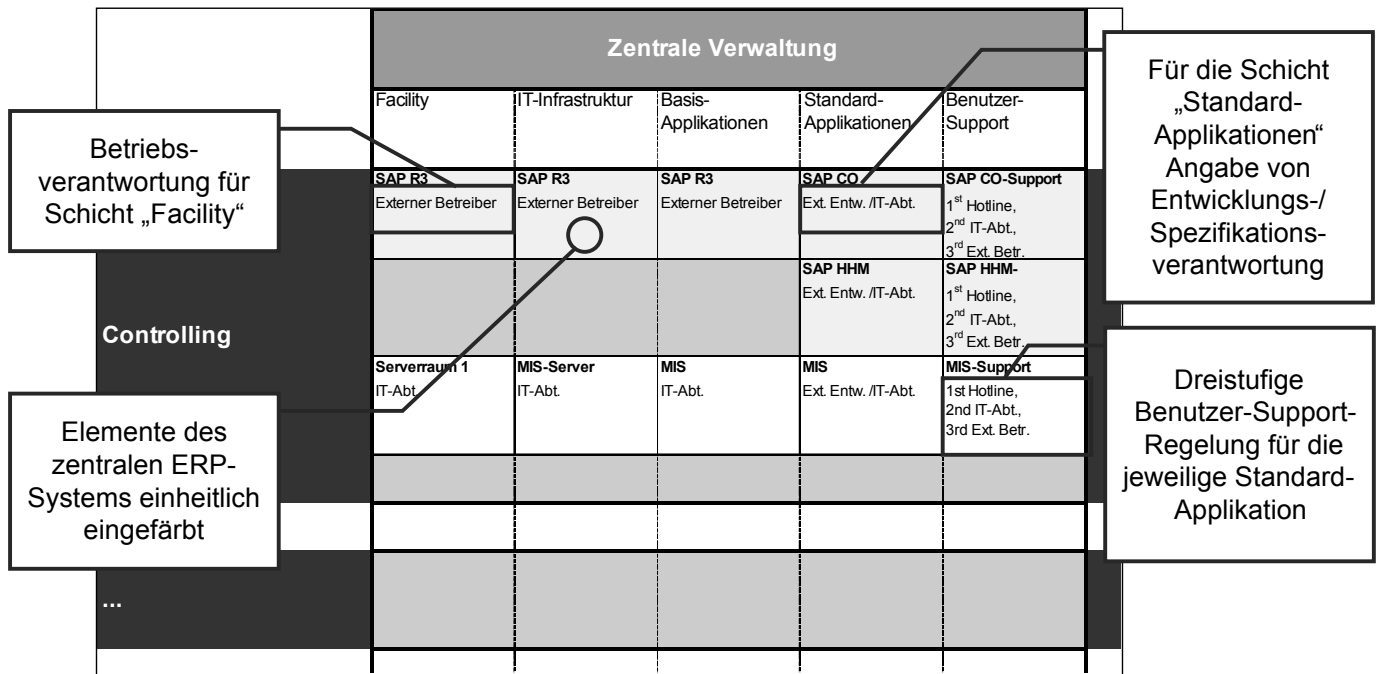 Zentrale Verwaltung
Facility
IT-Infrastruktur
Basis-
Applikationen
Standard-
Applikationen
Benutzer-
Support
Betriebs-
verantwortung für
Schicht „Facility“
Für die Schicht
„Standard-
Applikationen“
Angabe von
Entwicklungs-/
Spezifikations-
verantwortung
Controlling
SAP R3
Externer Betreiber
SAP R3
Externer Betreiber
SAP R3
Externer Betreiber
SAP CO
Ext. Entw. /IT-Abt.
SAP CO-Support
1st Hotline,
2nd IT-Abt.,
3rd Ext. Betr.
SAP HHM
Ext. Entw. /IT-Abt.
SAP HHM-
1st Hotline,
2nd IT-Abt.,
3rd Ext. Betr.
Serverraum 1
IT-Abt.
MIS-Server
IT-Abt.
MIS
IT-Abt.
MIS
Ext. Entw. /IT-Abt.
MIS-Support
1st Hotline,
2nd IT-Abt.,
3rd Ext. Betr.
Elemente des
zentralen ERP-
Systems einheitlich
eingefärbt
Dreistufige
Benutzer-Support-
Regelung für die
jeweilige Standard-
Applikation
...